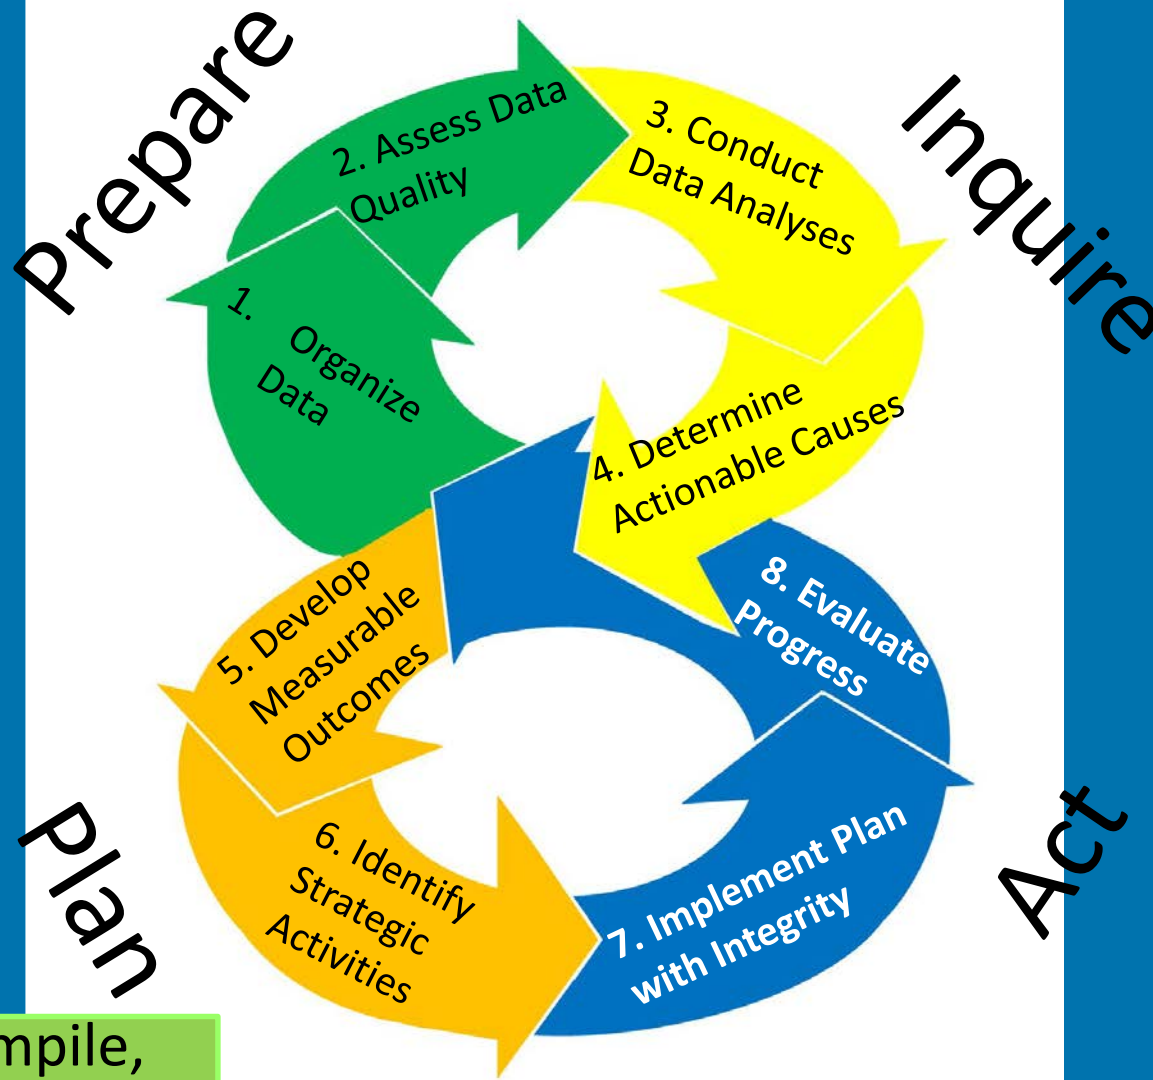 Prepare
Inquire
2. Assess Data
Quality
3. Conduct
Data Analyses
1. Organize
Data
4. Determine
Actionable Causes
5. Develop
Measurable
Outcomes
8. Evaluate
Progress
6. Identify
Strategic
Activities
7. Implement Plan
with Integrity
Plan
Act
mpile,